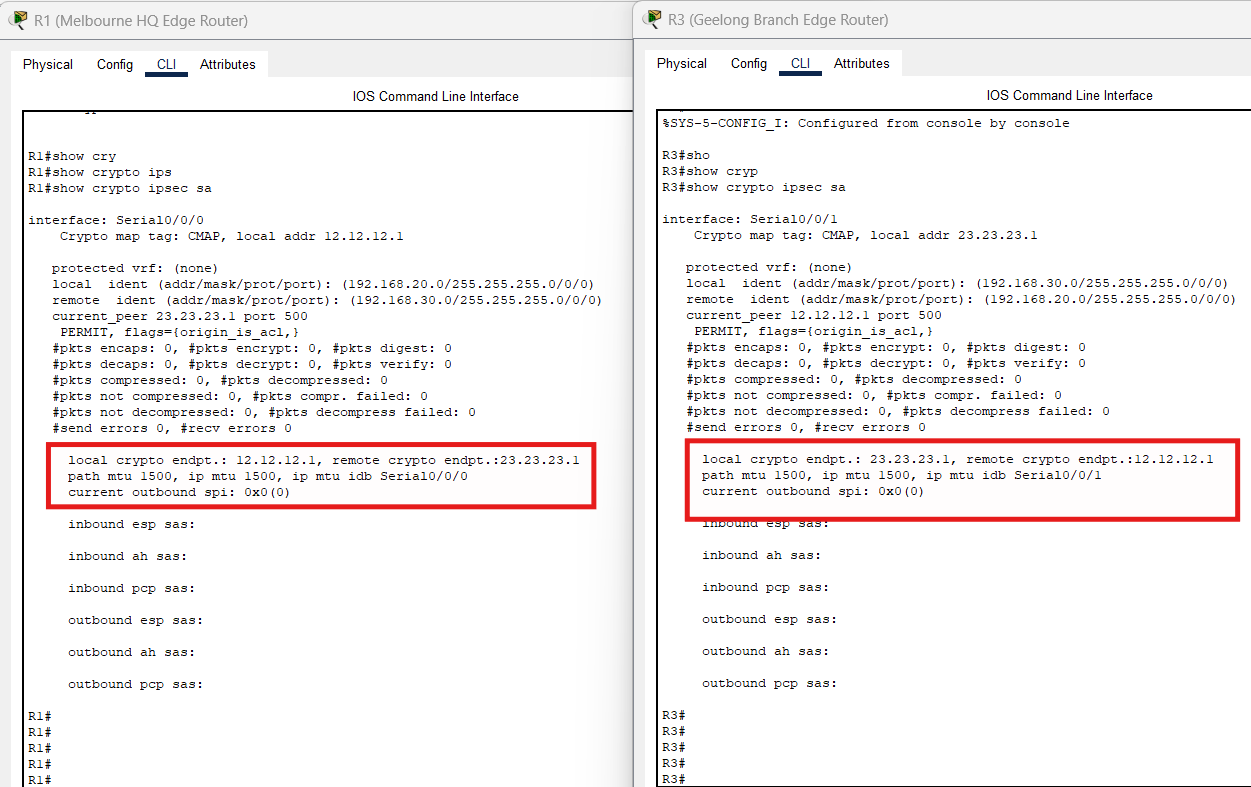 R1 (Melbourne HQ Edge Router)
Physical Config CLI Attributes
IOS Command Line Interface
R1#show cry
R1#show crypto ips
R1#show crypto ipsec sa
interface: Serial0/0/0
Crypto map tag: CMAP, local addr 12.12.12.1
protected vrf: (none)
local ident (addr/mask/prot/port): (192.168.20.0/255.255.255.0/0/0)
remote ident (addr/mask/prot/port): (192.168.30.0/255.255.255.0/0/0)
current_peer 23.23.23.1 port 500
PERMIT, flags={origin_is_acl,}
#pkts encaps: 0, #pkts encrypt: 0, #pkts digest: 0
#pkts decaps: 0, #pkts decrypt: 0, #pkts verify: 0
#pkts compressed: 0, #pkts decompressed: 0
#pkts not compressed: 0, #pkts compr. failed: 0
#pkts not decompressed: 0, #pkts decompress failed: 0
#send errors 0, #recv errors 0
local crypto endpt.: 12.12.12.1, remote crypto endpt.:23.23.23.1
path mtu 1500, ip mtu 1500, ip mtu idb Serial0/0/0
current outbound spi: 0x0(0)
inbound esp sas:
inbound ah sas:
inbound pcp sas:
outbound esp sas:
outbound ah sas:
outbound pcp sas:
R1#
R1#
R1#
R1#
R1#
R3 (Geelong Branch Edge Router)
Physical Config CLI Attributes
IOS Command Line Interface
%SYS-5-CONFIG_I: Configured from console by console
R3#sho
R3#show cryp
R3#show crypto ipsec sa
interface: Serial0/0/1
Crypto map tag: CMAP, local addr 23.23.23.1
protected vrf: (none)
local ident (addr/mask/prot/port): (192.168.30.0/255.255.255.0/0/0)
remote ident (addr/mask/prot/port): (192.168.20.0/255.255.255.0/0/0)
current_peer 12.12.12.1 port 500
PERMIT, flags={origin_is_acl,}
#pkts encaps: 0, #pkts encrypt: 0, #pkts digest: 0
#pkts decaps: 0, #pkts decrypt: 0, #pkts verify: 0
#pkts compressed: 0, #pkts decompressed: 0
#pkts not compressed: 0, #pkts compr. failed: 0
#pkts not decompressed: 0, #pkts decompress failed: 0
#send errors 0, #recv errors 0
local crypto endpt.: 23.23.23.1, remote crypto endpt.:12.12.12.1
path mtu 1500, ip mtu 1500, ip mtu idb Serial0/0/1
current outbound spi: 0x0(0)
inbound esp sas:
inbound ah sas:
inbound pcp sas:
outbound esp sas:
outbound ah sas:
outbound pcp sas:
R3#
R3#
R3#
R3#
R3#